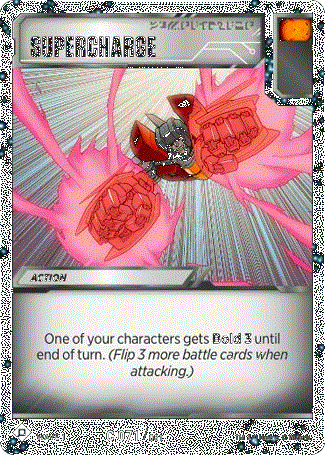 SUPERCHARGE
ACTION
One of your characters gets Bold 3 until
end of turn. (Flip 3 more battle cards when
attacking.)